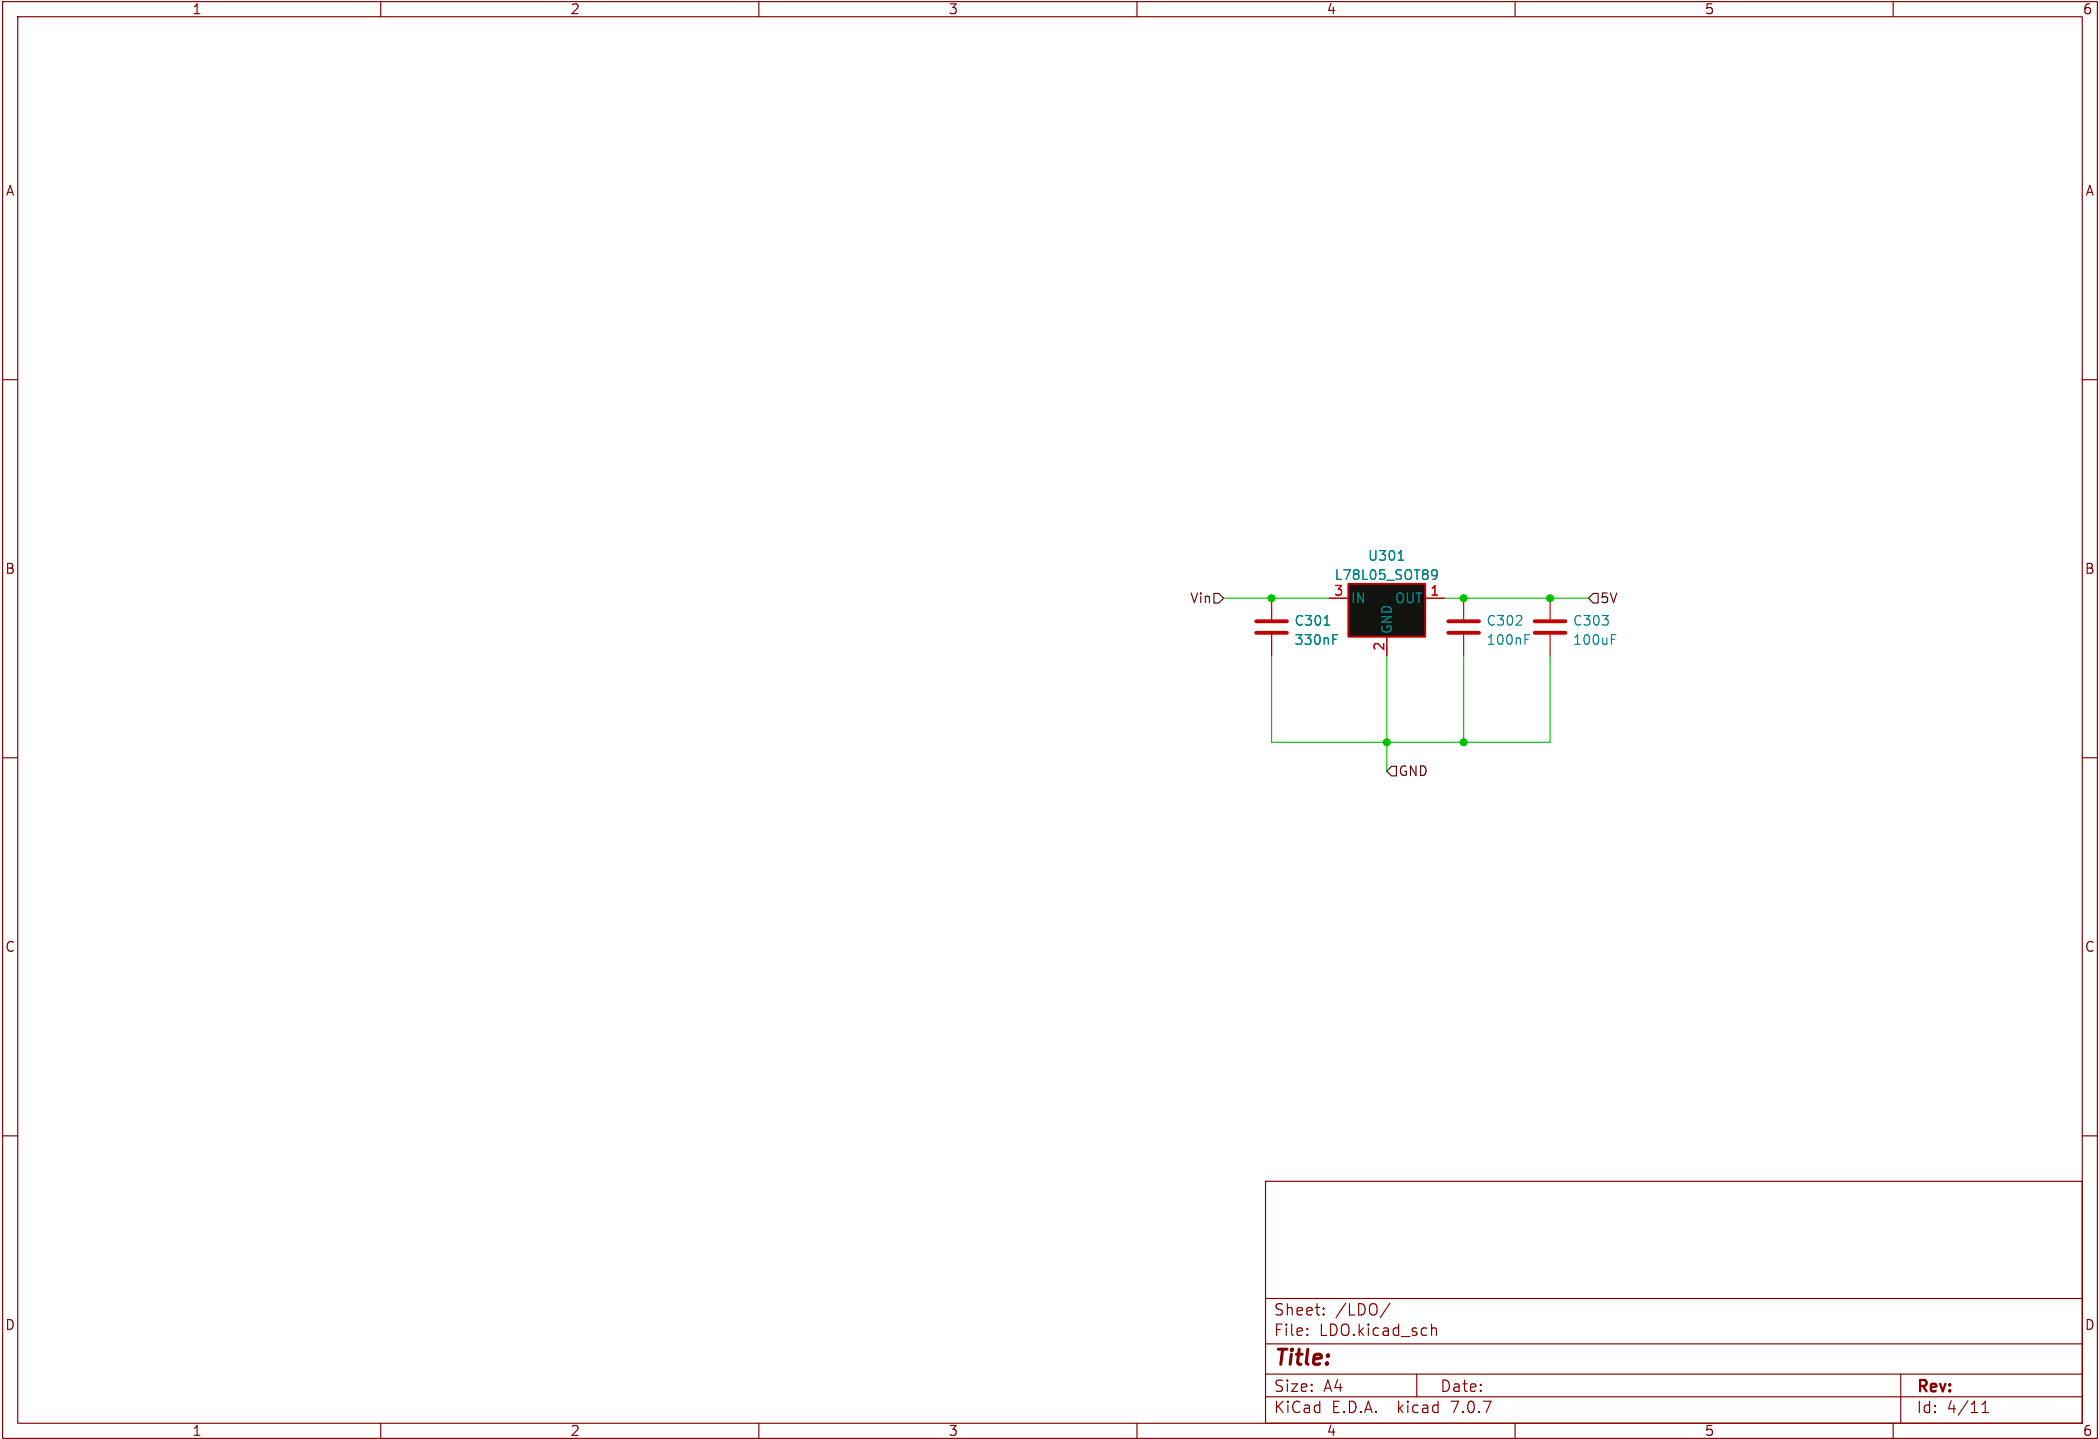 1 2 3 4 5 6
A A
U301
B B
L78L05_SOT89
3 1
Vin IN OUT 5V
GND
C301 C302 C303
330nF 100nF 100uF
2
GND
C C
Sheet: /LDO/
D D
File: LDO.kicad_sch
Title:
Size: A4 Date: Rev:
KiCad E.D.A. kicad 7.0.7 Id: 4/11
1 2 3 4 5 6